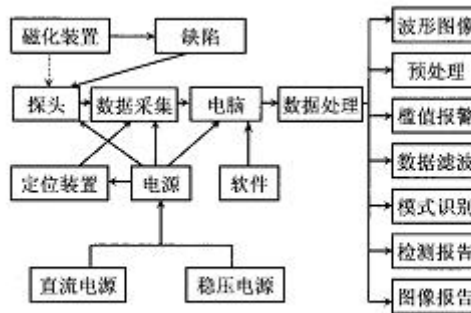 磁化装置
缺陷
波形图像
预处理
探头
数据采集
电脑
数据处理
槛值报警
数据滤波
定位装置
电源
软件
模式识别
检测报告
直流电源
稳压电源
图像报告